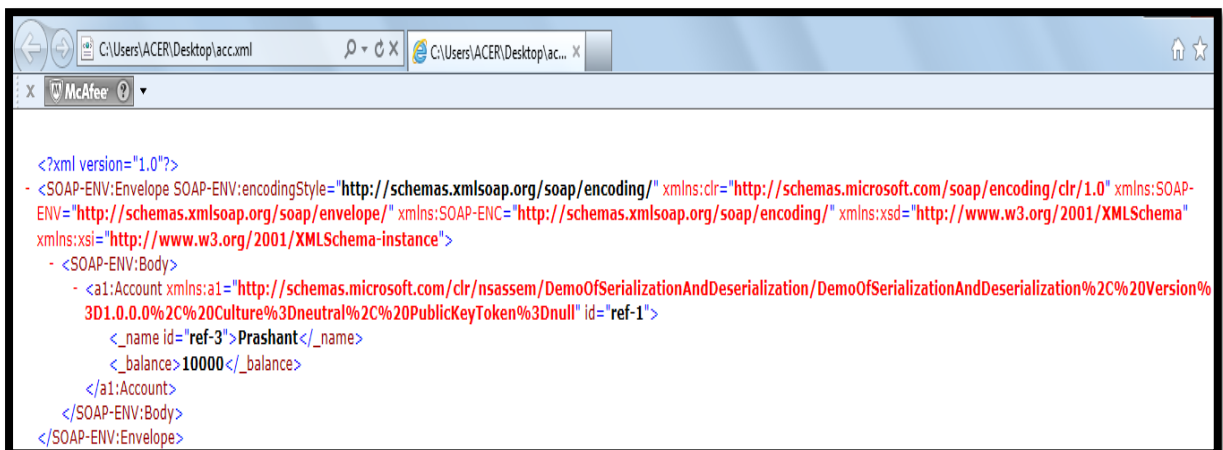 C:\Users\ACER\Desktop\acc.xml
C:\Users\ACER\Desktop\ac...
X McAfee ?
<?xml version="1.0"?>
- <SOAP-ENV:Envelope SOAP-ENV:encodingStyle="http://schemas.xmlsoap.org/soap/encoding/" xmlns:clr="http://schemas.microsoft.com/soap/encoding/clr/1.0" xmlns:SOAP-
ENV="http://schemas.xmlsoap.org/soap/envelope/" xmlns:SOAP-ENC="http://schemas.xmlsoap.org/soap/encoding/" xmlns:xsd="http://www.w3.org/2001/XMLSchema"
xmlns:xsi="http://www.w3.org/2001/XMLSchema-instance">
- <SOAP-ENV:Body>
- <a1:Account xmlns:a1="http://schemas.microsoft.com/clr/nsassem/DemoOfSerializationAndDeserialization/DemoOfSerializationAndDeserialization%2C%20Version%
3D1.0.0.0%2C%20Culture%3Dneutral%2C%20PublicKeyToken%3Dnull" id="ref-1">
<_name id="ref-3">Prashant</_name>
<_balance>10000</_balance>
</a1:Account>
</SOAP-ENV:Body>
</SOAP-ENV:Envelope>